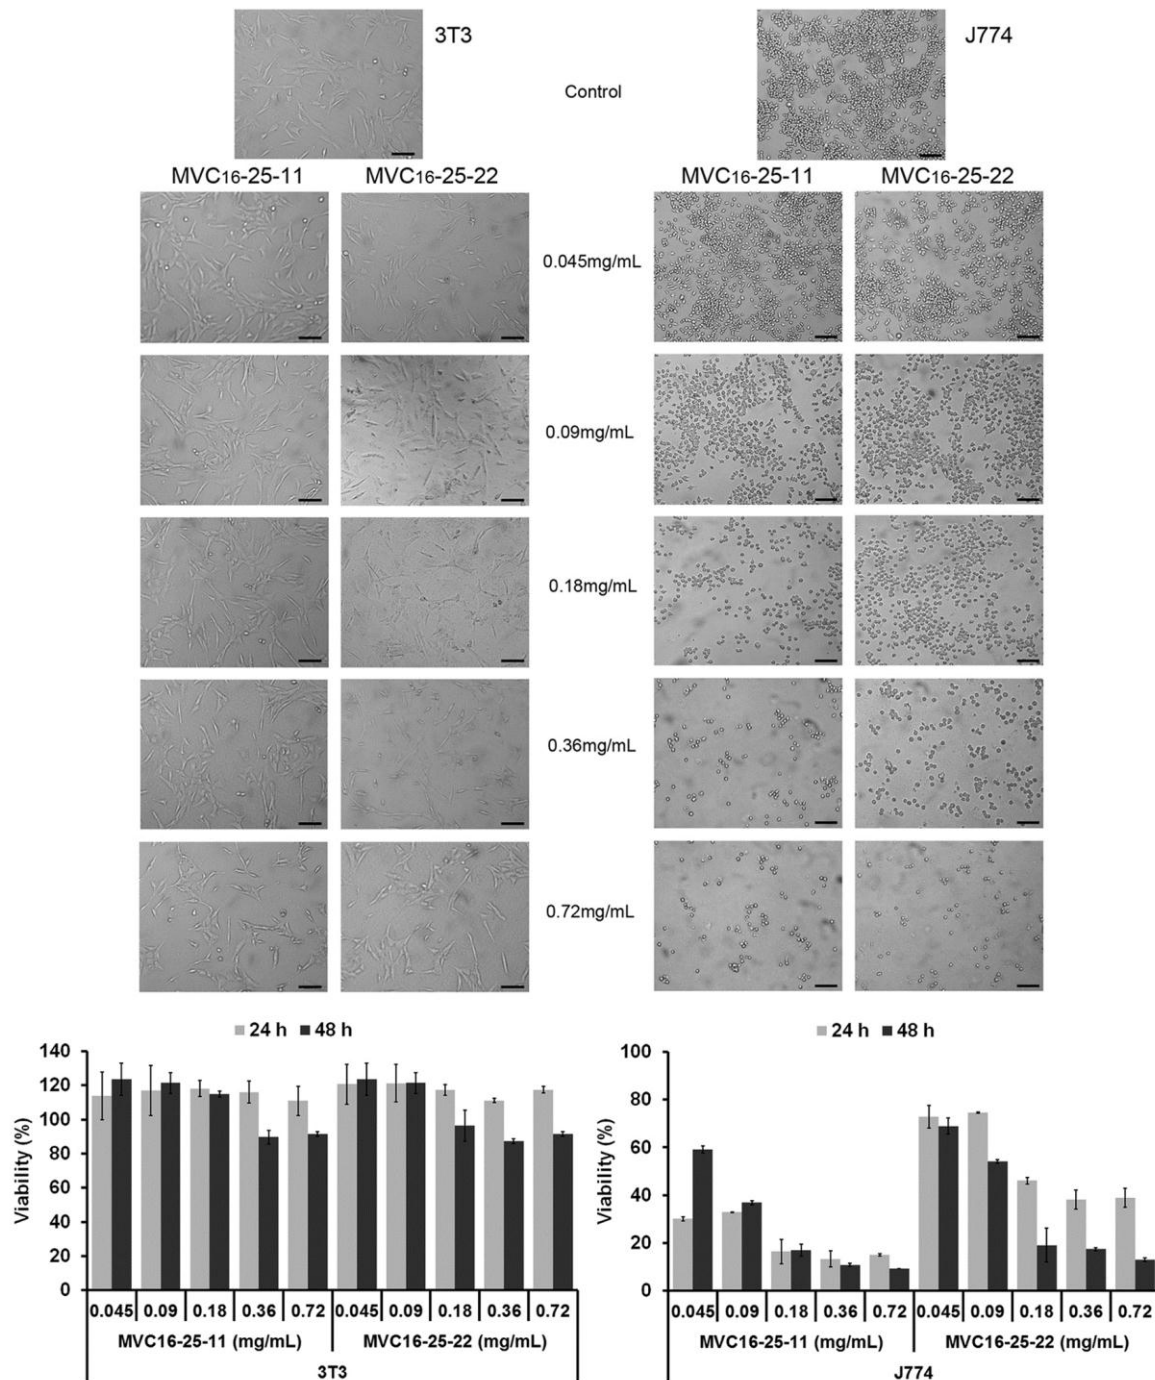 3T3
J774
Control
MVC16-25-11 MVC16-25-22 MVC16-25-11 MVC16-25-22
0.045mg/mL
0.09mg/mL
0.18mg/mL
0.36mg/mL
0.72mg/mL
24 h 48 h
140
120
100
80
60
40
20
0
Viability (%)
0.045 0.09 0.18 0.36 0.72 0.045 0.09 0.18 0.36 0.72
MVC16-25-11 (mg/mL) MVC16-25-22 (mg/mL)
3T3
24 h 48 h
100
80
60
40
20
0
Viability (%)
0.045 0.09 0.18 0.36 0.72 0.045 0.09 0.18 0.36 0.72
MVC16-25-11 (mg/mL) MVC16-25-22 (mg/mL)
J774